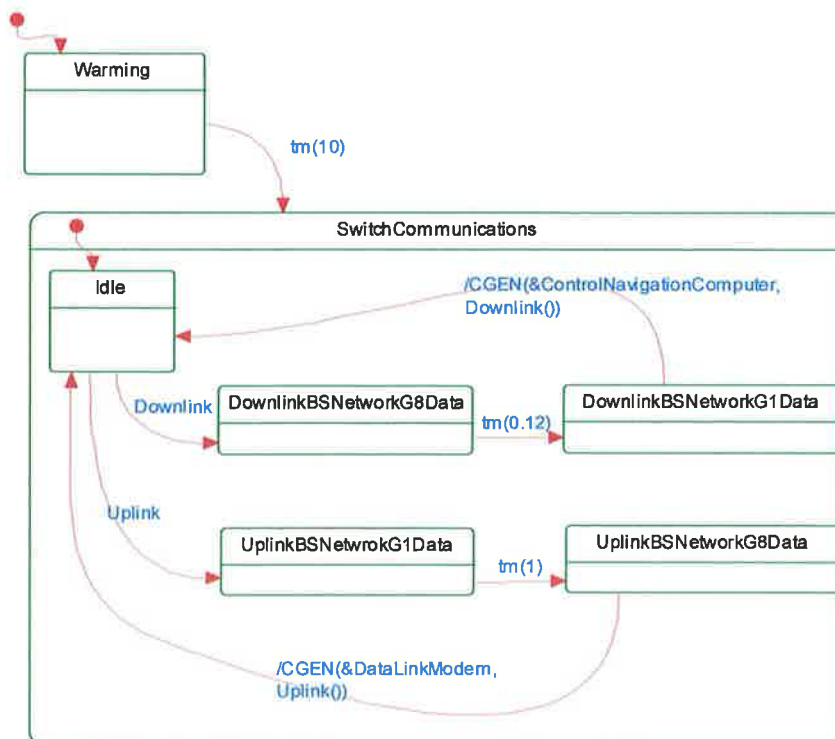 Warming
tm(10)
SwitchCommunications
Idle
/CGEN(&ControlNavigationComputer,
Downlink())
Downlink
DownlinkBSNetworkG8Data
tm(0.12)
DownlinkBSNetworkG1Data
Uplink
UplinkBSNetwrokG1Data
tm(1)
UplinkBSNetworkG8Data
/CGEN(&DataLinkModem,
Uplink())